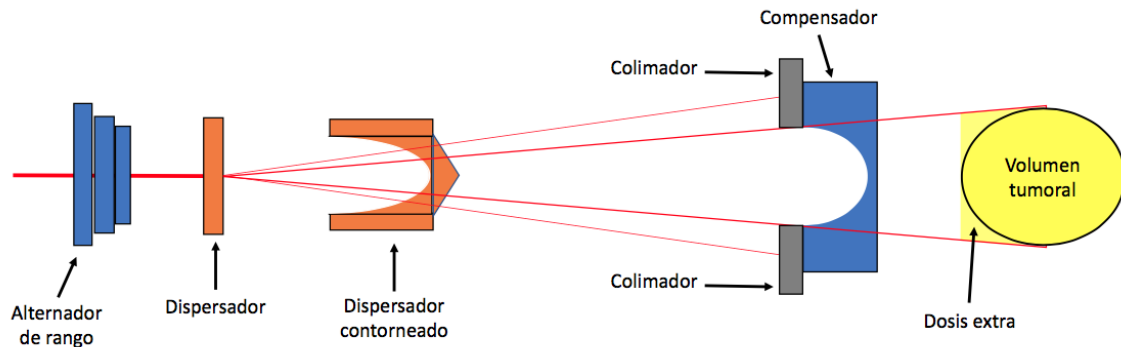 Compensador
Colimador
Volumen
tumoral
Colimador
Alternador
de rango
Dispersador
Dispersador
contorneado
Dosis extra